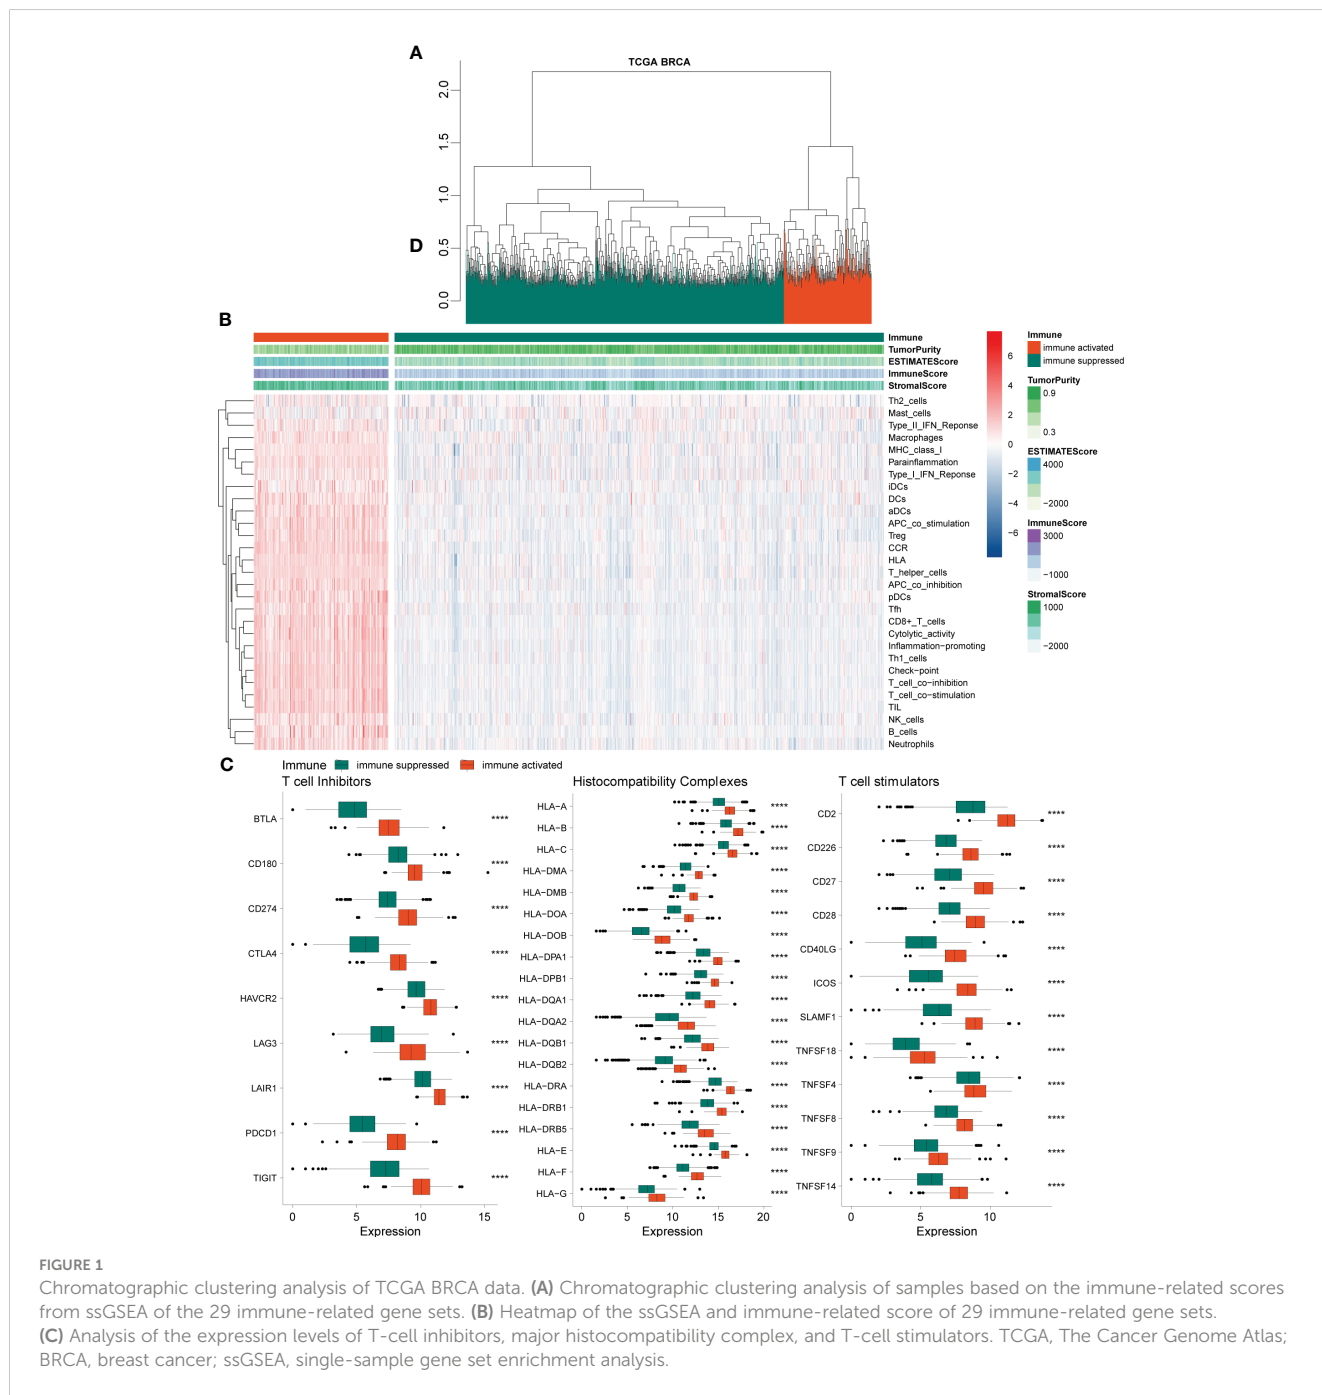 A
TCGA BRCA
2.0
1.5
1.0
0.5
0.0
D
B
Immune
TumorPurity
ESTIMATEScore
ImmuneScore
StromalScore
Th2_cells
Mast_cells
Type_II_IFN_Reponse
Macrophages
MHC_class_I
Parainflammation
Type_I_IFN_Reponse
iDCs
DCs
aDCs
APC_co_stimulation
Treg
CCR
HLA
T_helper_cells
APC_co_inhibition
pDCs
Tfh
CD8+_T_cells
Cytolytic_activity
Inflammation−promoting
Th1_cells
Check−point
T_cell_co−inhibition
T_cell_co−stimulation
TIL
NK_cells
B_cells
Neutrophils
6
4
2
0
−2
−4
−6
Immune
immune activated
immune suppressed
TumorPurity
0.9
0.3
ESTIMATEScore
4000
−2000
ImmuneScore
3000
−1000
StromalScore
1000
−2000
C
Immune immune suppressed immune activated
T cell Inhibitors
BTLA ****
CD180 ****
CD274 ****
CTLA4 ****
HAVCR2 ****
LAG3 ****
LAIR1 ****
PDCD1 ****
TIGIT ****
0 5 10 15
Expression
Histocompatibility Complexes
HLA−A ****
HLA−B ****
HLA−C ****
HLA−DMA ****
HLA−DMB ****
HLA−DOA ****
HLA−DOB ****
HLA−DPA1 ****
HLA−DPB1 ****
HLA−DQA1 ****
HLA−DQA2 ****
HLA−DQB1 ****
HLA−DQB2 ****
HLA−DRA ****
HLA−DRB1 ****
HLA−DRB5 ****
HLA−E ****
HLA−F ****
HLA−G ****
0 5 10 15 20
Expression
T cell stimulators
CD2 ****
CD226 ****
CD27 ****
CD28 ****
CD40LG ****
ICOS ****
SLAMF1 ****
TNFSF18 ****
TNFSF4 ****
TNFSF8 ****
TNFSF9 ****
TNFSF14 ****
0 5 10
Expression
FIGURE 1
Chromatographic clustering analysis of TCGA BRCA data. (A) Chromatographic clustering analysis of samples based on the immune-related scores
from ssGSEA of the 29 immune-related gene sets. (B) Heatmap of the ssGSEA and immune-related score of 29 immune-related gene sets.
(C) Analysis of the expression levels of T-cell inhibitors, major histocompatibility complex, and T-cell stimulators. TCGA, The Cancer Genome Atlas;
BRCA, breast cancer; ssGSEA, single-sample gene set enrichment analysis.